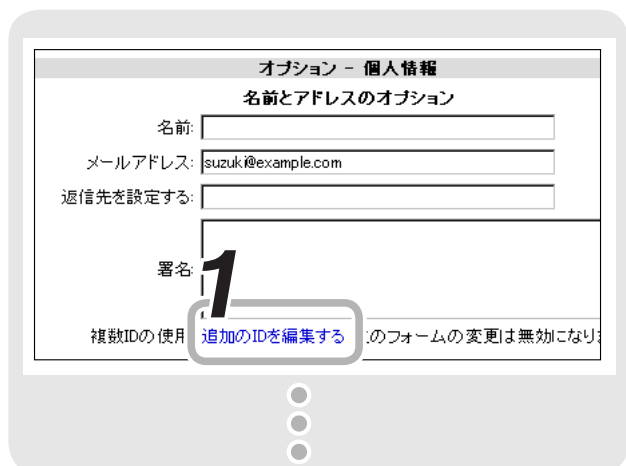 オプション - 個人情報
名前とアドレスのオプション
名前:
メールアドレス: suzuki@example.com
返信先を設定する:
署名:
1
複数IDの使用 追加のIDを編集する のフォームの変更は無効になり